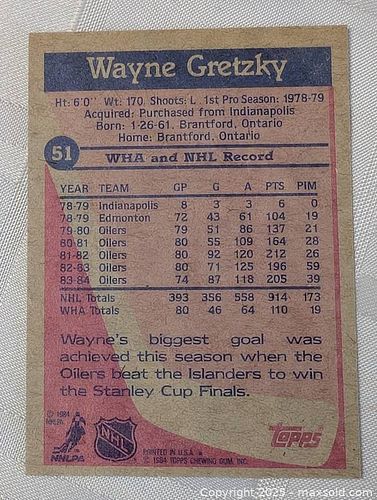 Wayne Gretzky
Ht: 6'0" Wt: 170 Shoots: L 1st Pro Season: 1978-79
Acquired: Purchased from Indianapolis
Born: 1-26-61, Brantford, Ontario
Home: Brantford, Ontario
51
WHA and NHL Record
YEAR TEAM GP G A PTS PIM
78-79 Indianapolis 8 3 3 6 0
78-79 Edmonton 72 43 61 104 19
79-80 Oilers 79 51 86 137 21
80-81 Oilers 80 55 109 164 28
81-82 Oilers 80 92 120 212 26
82-83 Oilers 80 71 125 196 59
83-84 Oilers 74 87 118 205 39
NHL Totals 393 356 558 914 173
WHA Totals 80 46 64 110 19
Wayne's biggest goal was
achieved this season when the
Oilers beat the Islanders to win
the Stanley Cup Finals.
© 1984
NHLPA
NHLPA
NHL
topps
PRINTED IN U.S.A.
© 1984 TOPPS CHEWING GUM, INC.
Copyright 2023 - maxsold.com